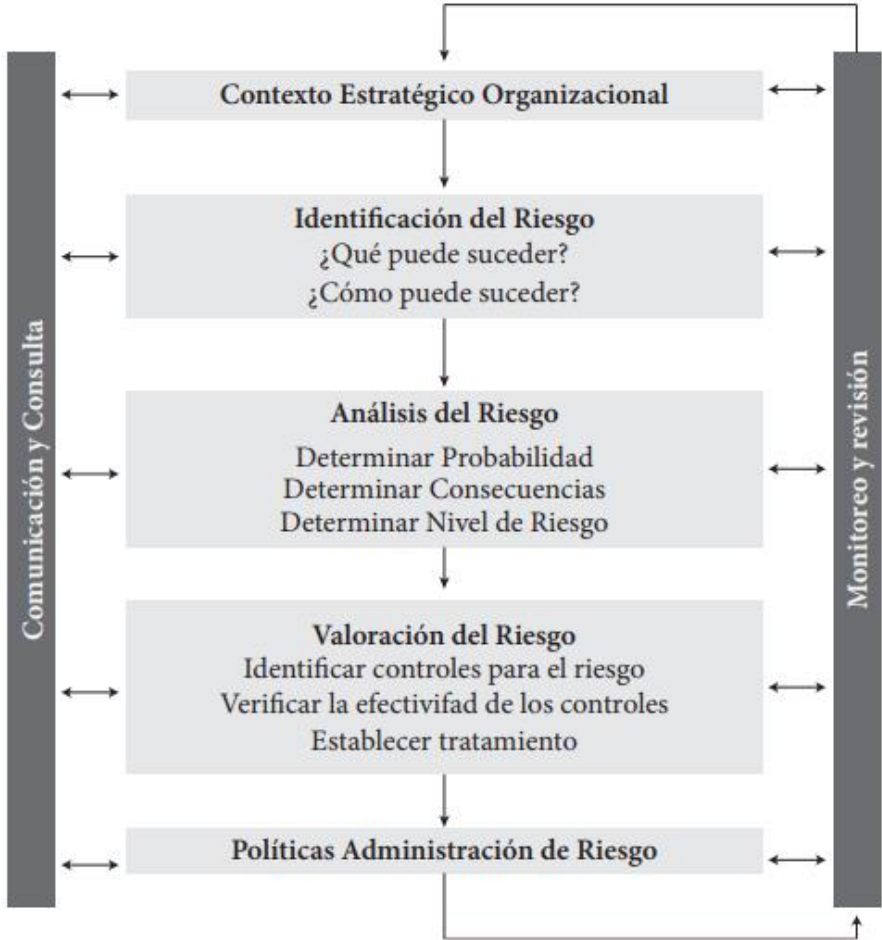 Contexto Estratégico Organizacional
Identificación del Riesgo
¿Qué puede suceder?
¿Cómo puede suceder?
Análisis del Riesgo
Determinar Probabilidad
Determinar Consecuencias
Determinar Nivel de Riesgo
Valoración del Riesgo
Identificar controles para el riesgo
Verificar la efectivifad de los controles
Establecer tratamiento
Políticas Administración de Riesgo
Comunicación y Consulta
Monitoreo y revisión